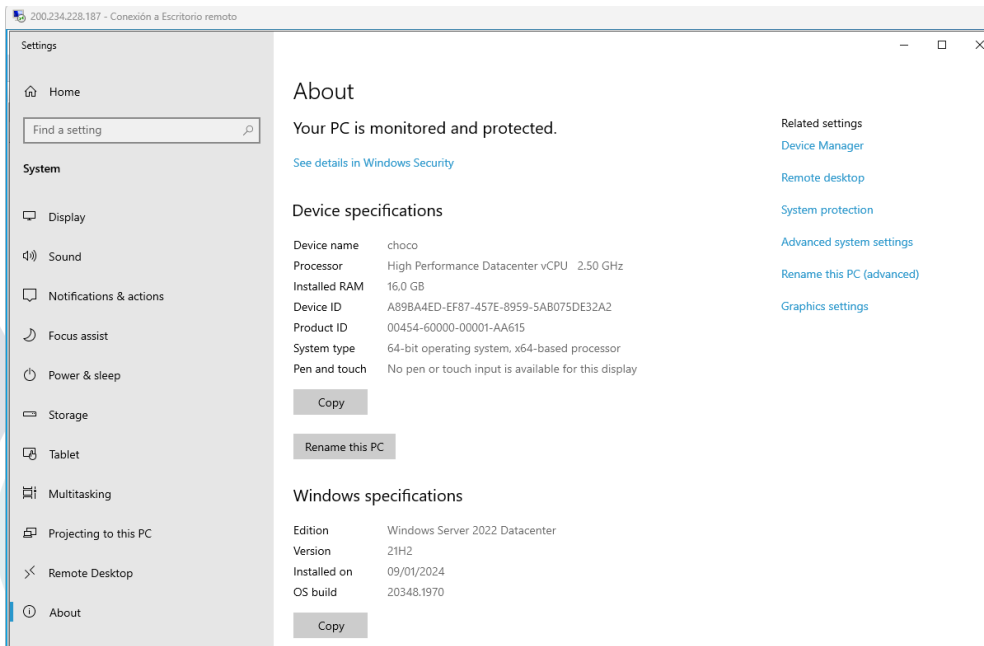 200.234.228.187 - Conexión a Escritorio remoto
Settings
Home
Find a setting
System
Display
Sound
Notifications & actions
Focus assist
Power & sleep
Storage
Tablet
Multitasking
Projecting to this PC
Remote Desktop
About
About
Your PC is monitored and protected.
See details in Windows Security
Device specifications
Device name choco
Processor High Performance Datacenter vCPU 2.50 GHz
Installed RAM 16,0 GB
Device ID A89BA4ED-EF87-457E-8959-5AB075DE32A2
Product ID 00454-60000-00001-AA615
System type 64-bit operating system, x64-based processor
Pen and touch No pen or touch input is available for this display
Copy
Rename this PC
Windows specifications
Edition Windows Server 2022 Datacenter
Version 21H2
Installed on 09/01/2024
OS build 20348.1970
Copy
Related settings
Device Manager
Remote desktop
System protection
Advanced system settings
Rename this PC (advanced)
Graphics settings